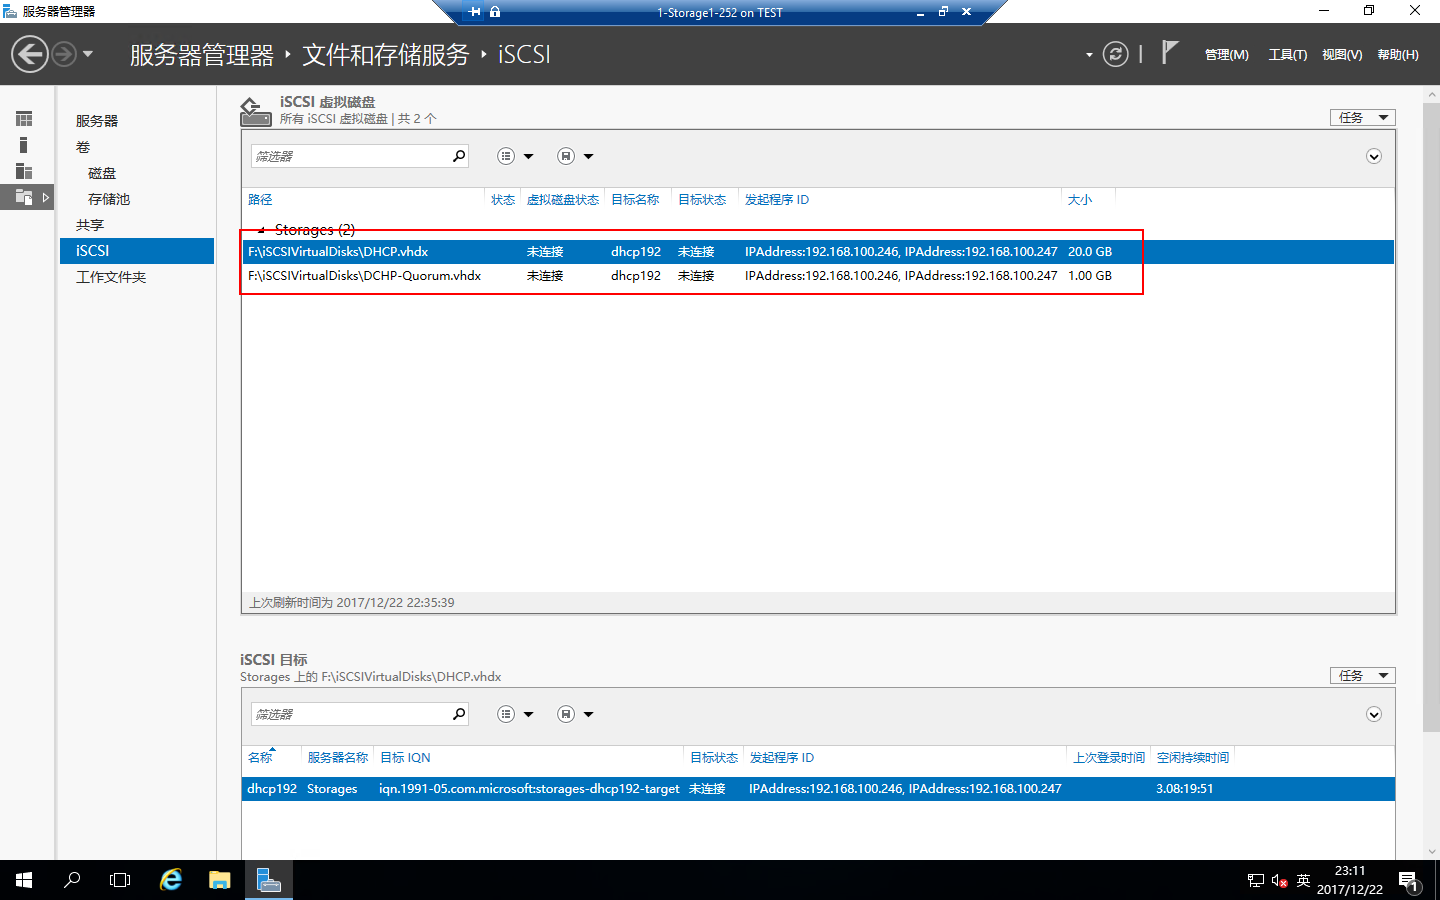 服务器管理器
1-Storage1-252 on TEST
服务器管理器 文件和存储服务 iSCSI
管理(M) 工具(T) 视图(V) 帮助(H)
服务器
卷
磁盘
存储池
共享
iSCSI
工作文件夹
iSCSI 虚拟磁盘
所有 iSCSI 虚拟磁盘 | 共 2 个
任务
筛选器
路径 状态 虚拟磁盘状态 目标名称 目标状态 发起程序 ID 大小
Storages (2)
F:\iSCSIVirtualDisks\DHCP.vhdx 未连接 dhcp192 未连接 IPAddress:192.168.100.246, IPAddress:192.168.100.247 20.0 GB
F:\iSCSIVirtualDisks\DCHP-Quorum.vhdx 未连接 dhcp192 未连接 IPAddress:192.168.100.246, IPAddress:192.168.100.247 1.00 GB
上次刷新时间为 2017/12/22 22:35:39
iSCSI 目标
Storages 上的 F:\iSCSIVirtualDisks\DHCP.vhdx
任务
筛选器
名称 服务器名称 目标 IQN 目标状态 发起程序 ID 上次登录时间 空闲持续时间
dhcp192 Storages iqn.1991-05.com.microsoft:storages-dhcp192-target 未连接 IPAddress:192.168.100.246, IPAddress:192.168.100.247 3.08:19:51
英
23:11
2017/12/22
1